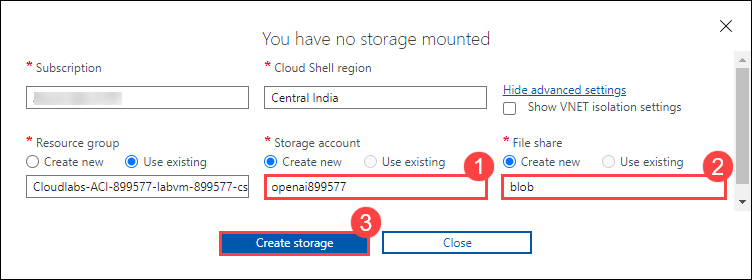 You have no storage mounted
* Subscription
* Cloud Shell region
Central India
Hide advanced settings
Show VNET isolation settings
* Resource group
Create new Use existing
Cloudlabs-ACI-899577-labvm-899577-cs
* Storage account
Create new Use existing
1
openai899577
* File share
Create new Use existing
2
blob
3
Create storage
Close